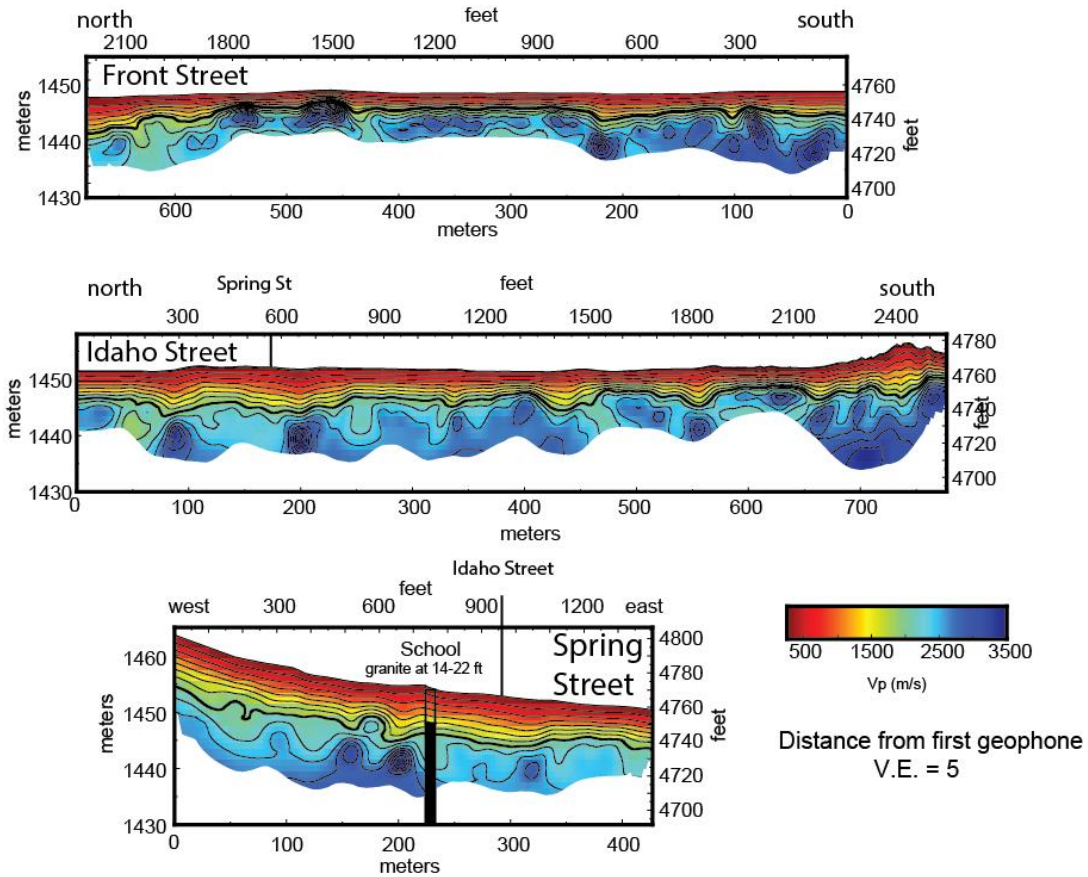 north feet south
2100 1800 1500 1200 900 600 300
Front Street
meters
1450
1440
1430
4760
4740
4720
4700
feet
600 500 400 300 200 100 0
meters
north Spring St feet south
300 600 900 1200 1500 1800 2100 2400
Idaho Street
meters
1450
1440
1430
4780
4760
4740
4720
4700
feet
0 100 200 300 400 500 600 700
meters
Idaho Street
feet
west 300 600 900 1200 east
School
granite at 14-22 ft
Spring
Street
meters
1460
1450
1440
1430
4800
4780
4760
4740
4720
4700
feet
0 100 200 300 400
meters
500 1500 2500 3500
Vp (m/s)
Distance from first geophone
V.E. = 5